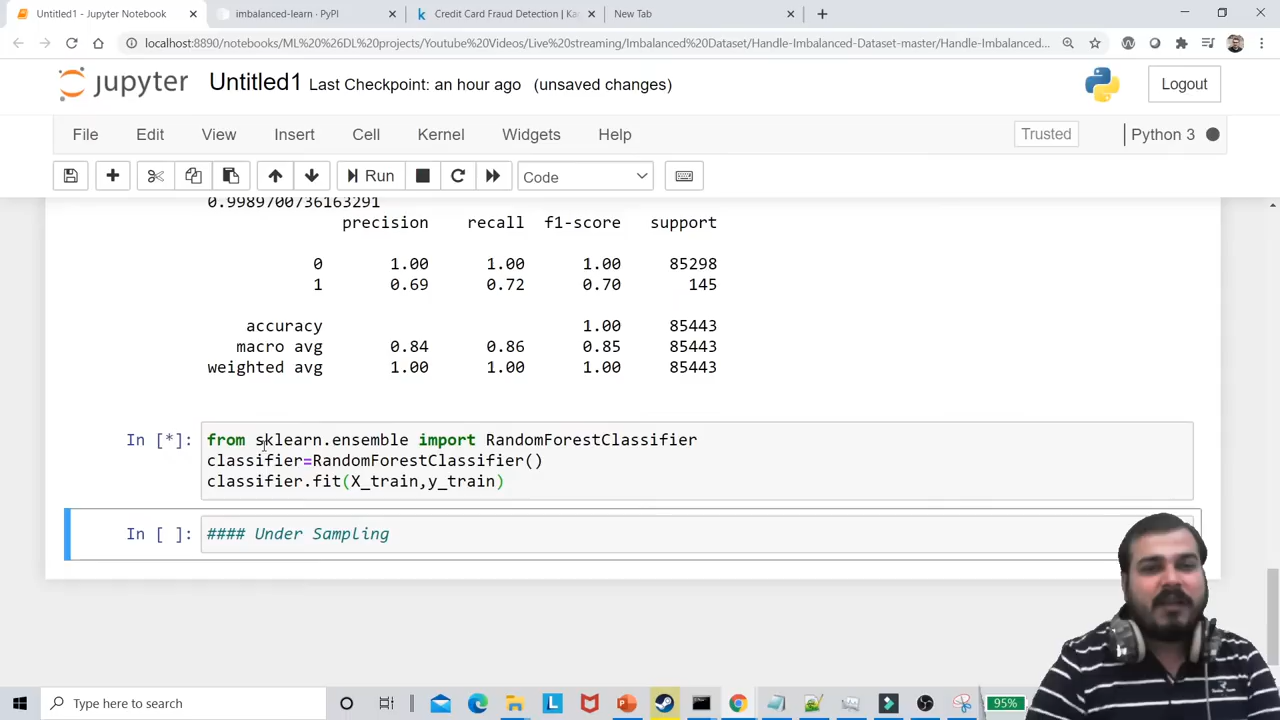 Untitled1 - Jupyter Notebook
imbalanced-learn · PyPI
Credit Card Fraud Detection | Ka
New Tab
localhost:8890/notebooks/ML%20%26%20DL%20projects/Youtube%20Videos/Live%20streaming/Imbalanced%20Dataset/Handle-Imbalanced-Dataset-master/Handle-Imbalanced...
jupyter Untitled1 Last Checkpoint: an hour ago (unsaved changes)
Logout
File Edit View Insert Cell Kernel Widgets Help
Trusted
Python 3
Run
Code
0.9989700736163291
precision recall f1-score support
0 1.00 1.00 1.00 85298
1 0.69 0.72 0.70 145
accuracy 1.00 85443
macro avg 0.84 0.86 0.85 85443
weighted avg 1.00 1.00 1.00 85443
In [*]: from sklearn.ensemble import RandomForestClassifier
classifier=RandomForestClassifier()
classifier.fit(X_train,y_train)
In [ ]: #### Under Sampling
Type here to search
95%